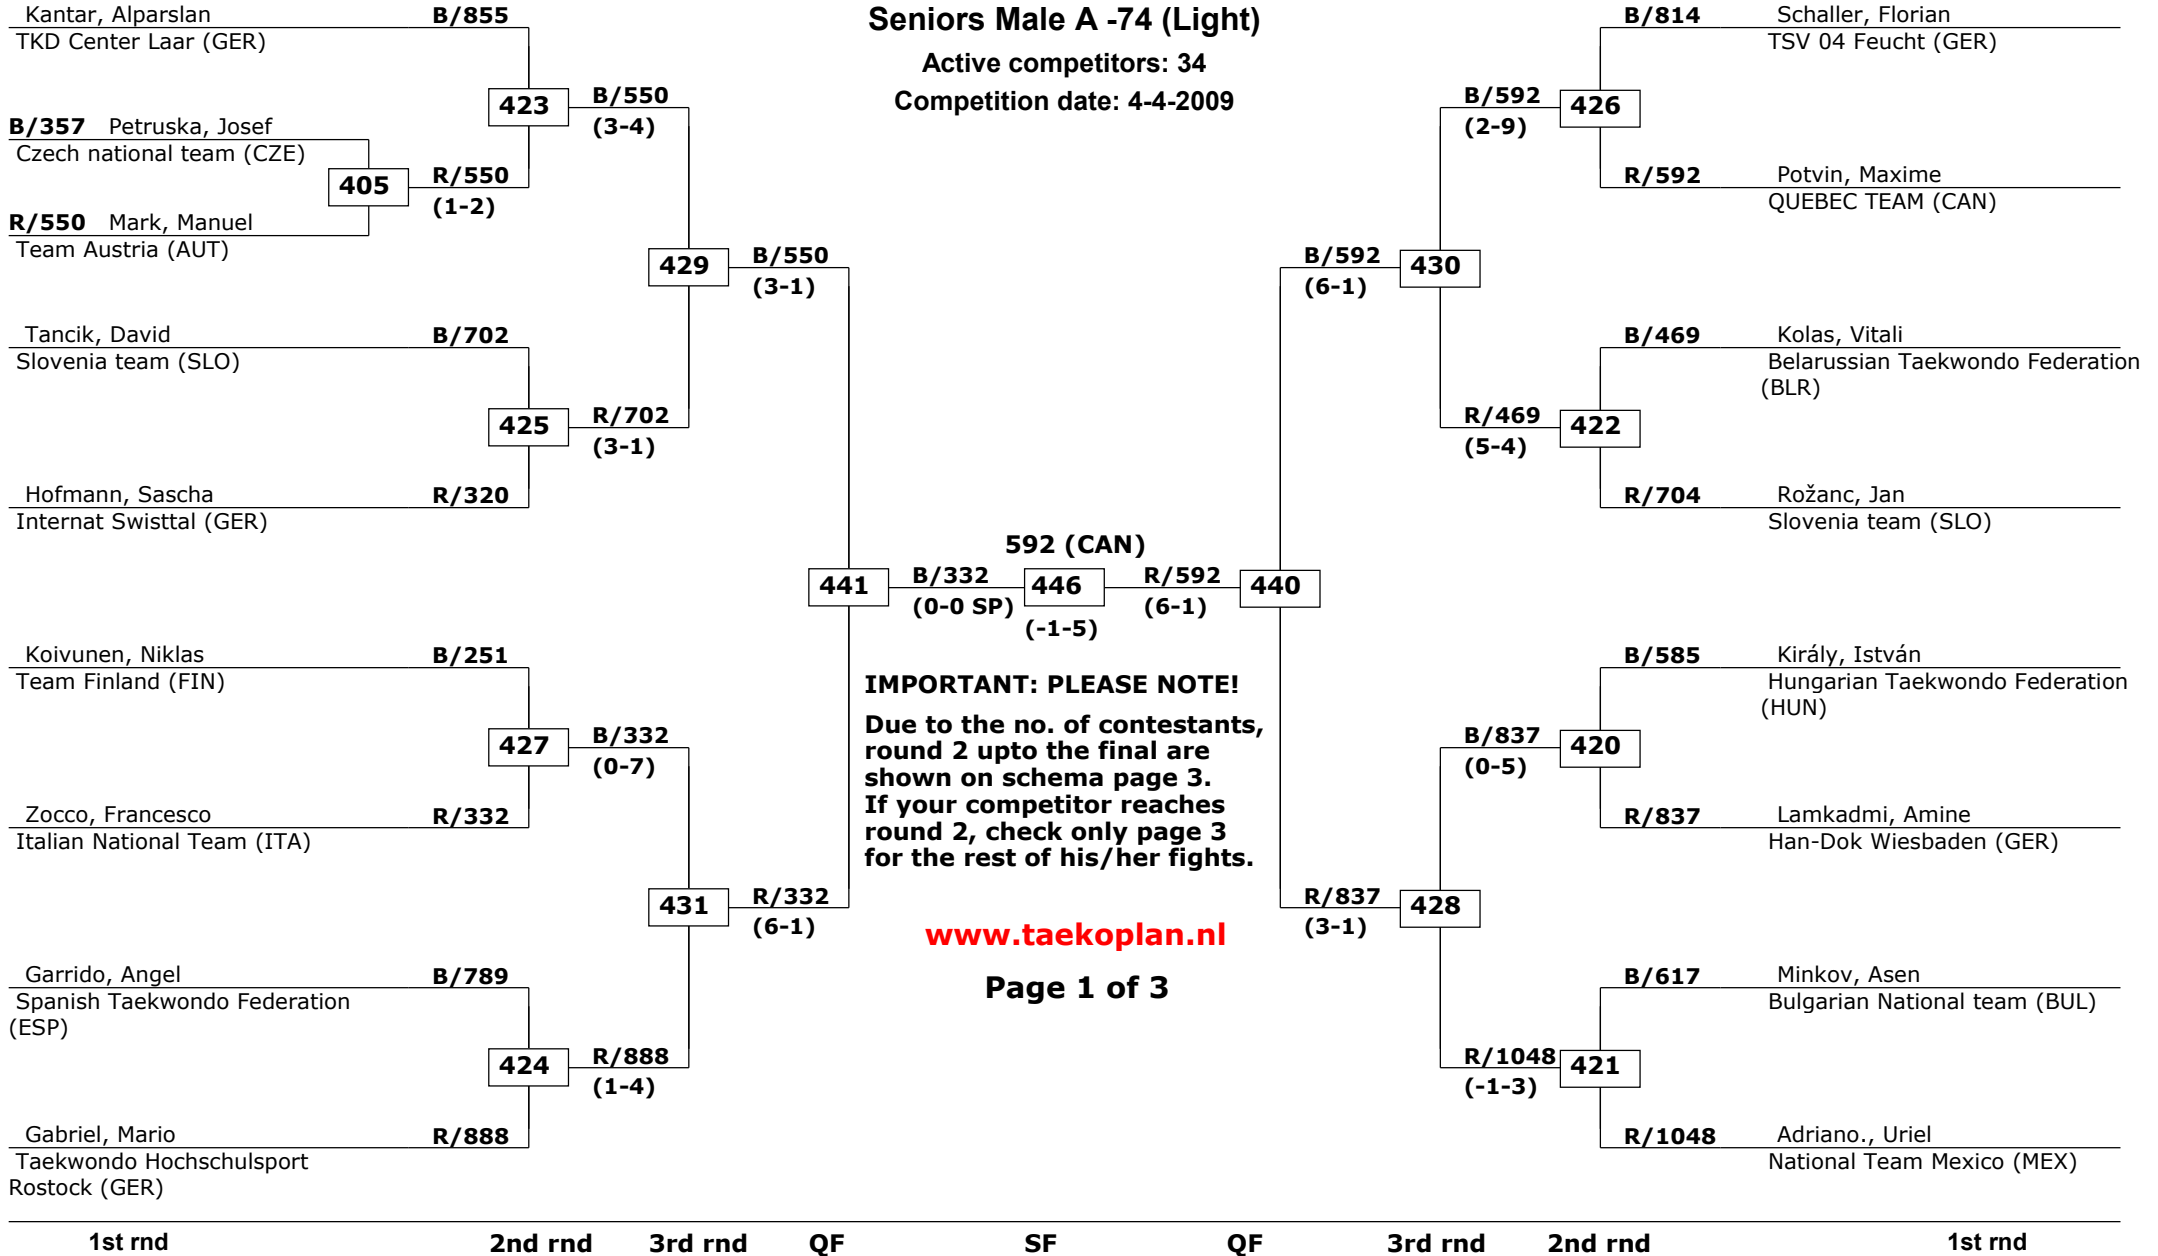 Seniors Male A -74 (Light)
Active competitors: 34
Competition date: 4-4-2009
Kantar, Alparslan
B/855
TKD Center Laar (GER)
423
B/550
(3-4)
B/357 Petruska, Josef
Czech national team (CZE)
405
R/550
(1-2)
R/550 Mark, Manuel
Team Austria (AUT)
429
B/550
(3-1)
Tancik, David
B/702
Slovenia team (SLO)
425
R/702
(3-1)
Hofmann, Sascha
R/320
Internat Swisttal (GER)
441
B/332
(0-0 SP)
Koivunen, Niklas
B/251
Team Finland (FIN)
427
B/332
(0-7)
Zocco, Francesco
R/332
Italian National Team (ITA)
431
R/332
(6-1)
Garrido, Angel
B/789
Spanish Taekwondo Federation
(ESP)
424
R/888
(1-4)
Gabriel, Mario
R/888
Taekwondo Hochschulsport
Rostock (GER)
592 (CAN)
446
(-1-5)
R/592
(6-1)
440
IMPORTANT: PLEASE NOTE!
Due to the no. of contestants,
round 2 upto the final are
shown on schema page 3.
If your competitor reaches
round 2, check only page 3
for the rest of his/her fights.
www.taekoplan.nl
Page 1 of 3
B/814
Schaller, Florian
TSV 04 Feucht (GER)
B/592
(2-9)
426
R/592
Potvin, Maxime
QUEBEC TEAM (CAN)
B/592
(6-1)
430
B/469
Kolas, Vitali
Belarussian Taekwondo Federation
(BLR)
R/469
(5-4)
422
R/704
Rožanc, Jan
Slovenia team (SLO)
B/585
Király, István
Hungarian Taekwondo Federation
(HUN)
B/837
(0-5)
420
R/837
Lamkadmi, Amine
Han-Dok Wiesbaden (GER)
R/837
(3-1)
428
B/617
Minkov, Asen
Bulgarian National team (BUL)
R/1048
(-1-3)
421
R/1048
Adriano., Uriel
National Team Mexico (MEX)
1st rnd 2nd rnd 3rd rnd QF SF QF 3rd rnd 2nd rnd 1st rnd